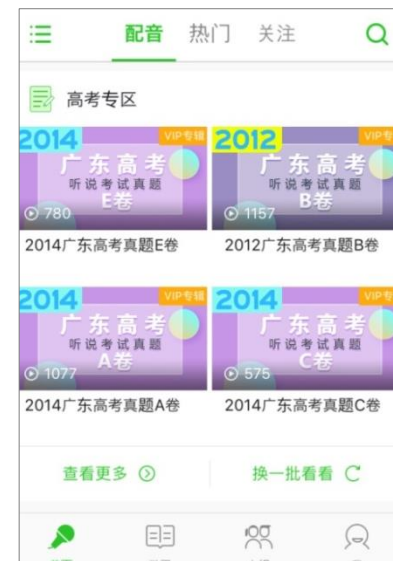 配音 热门 关注
高考专区
2014 VIP专辑
广东高考
听说考试真题
E卷
780
2014广东高考真题E卷
2012 VIP专
广东高考
听说考试真题
B卷
1157
2012广东高考真题B卷
2014 VIP专辑
广东高考
听说考试真题
A卷
1077
2014广东高考真题A卷
2014 VIP专
广东高考
听说考试真题
C卷
575
2014广东高考真题C卷
查看更多 换一批看看